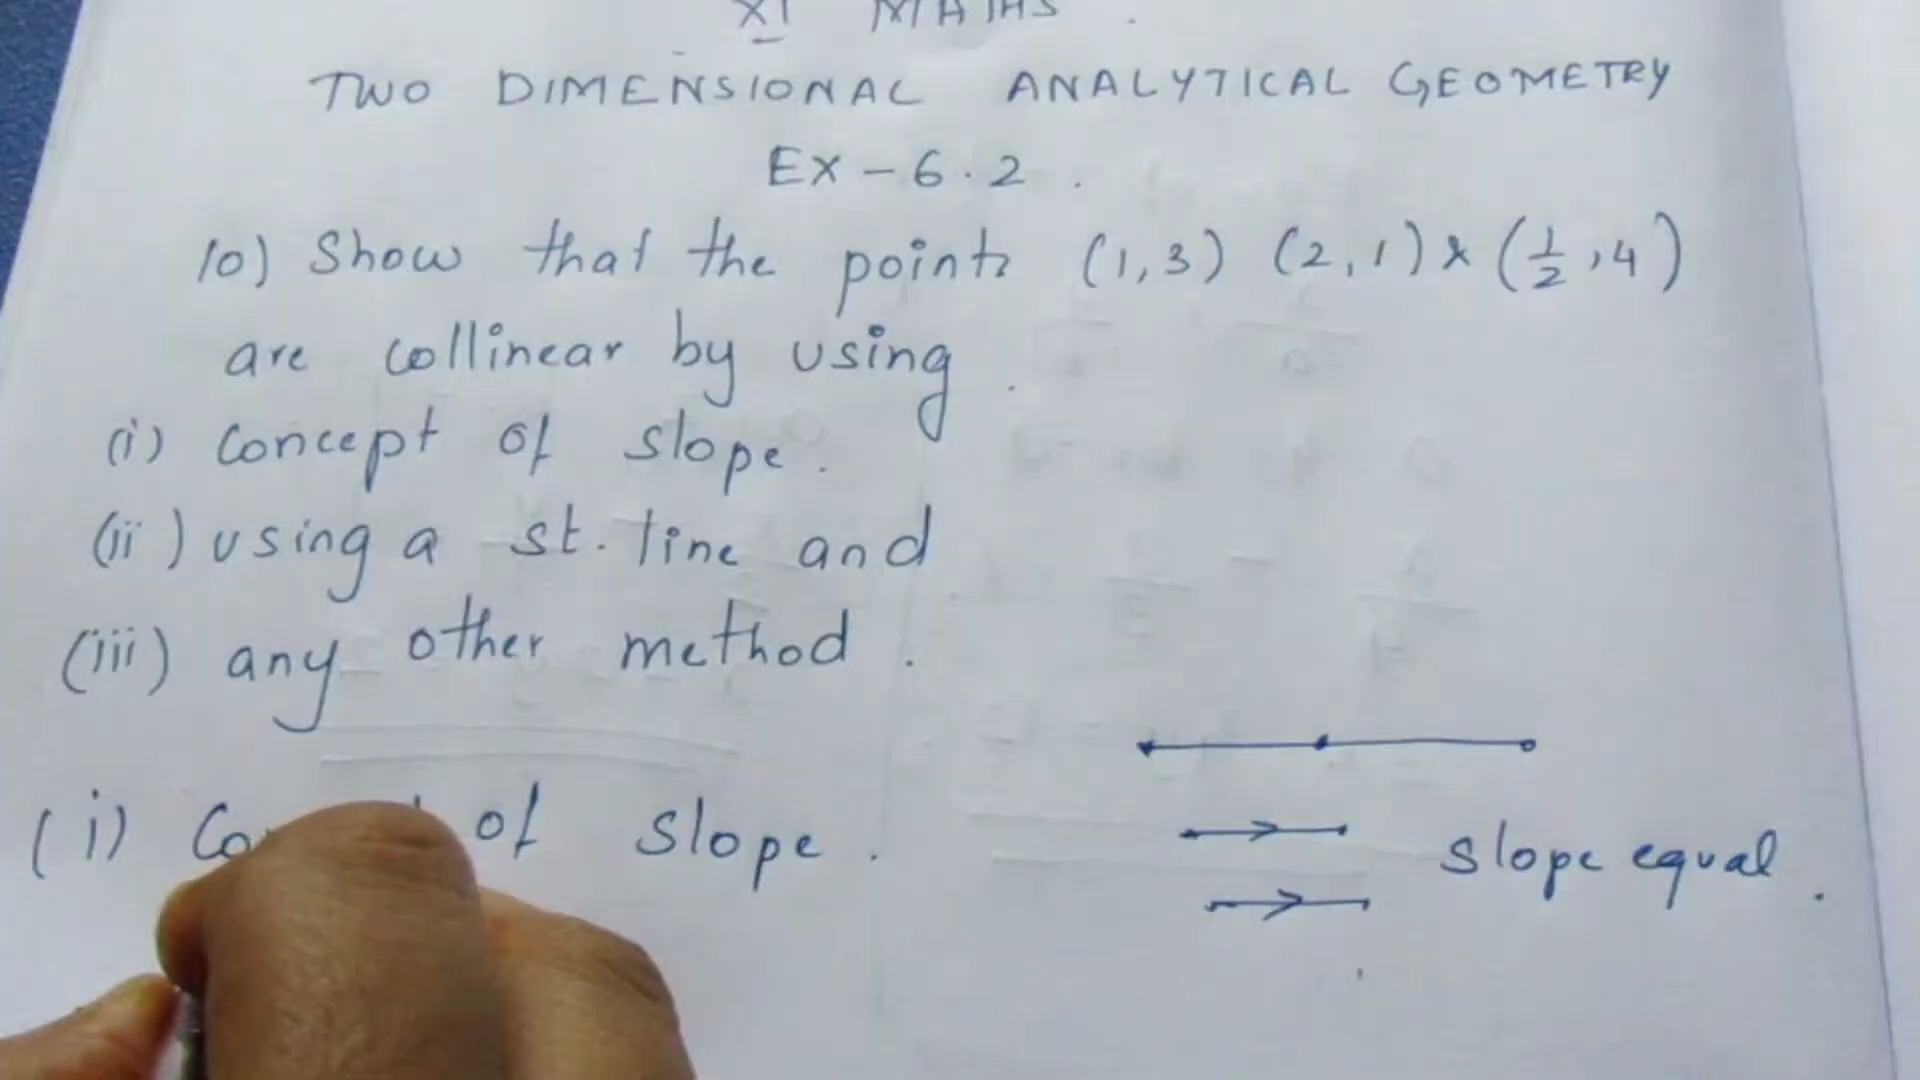 XI MATHS
TWO DIMENSIONAL ANALYTICAL GEOMETRY
EX - 6.2.
10) Show that the points (1,3) (2,1) & (1/2, 4)
are collinear by using
(i) concept of slope.
(ii) using a st. line and
(iii) any other method.
(i) of slope.
slope equal.